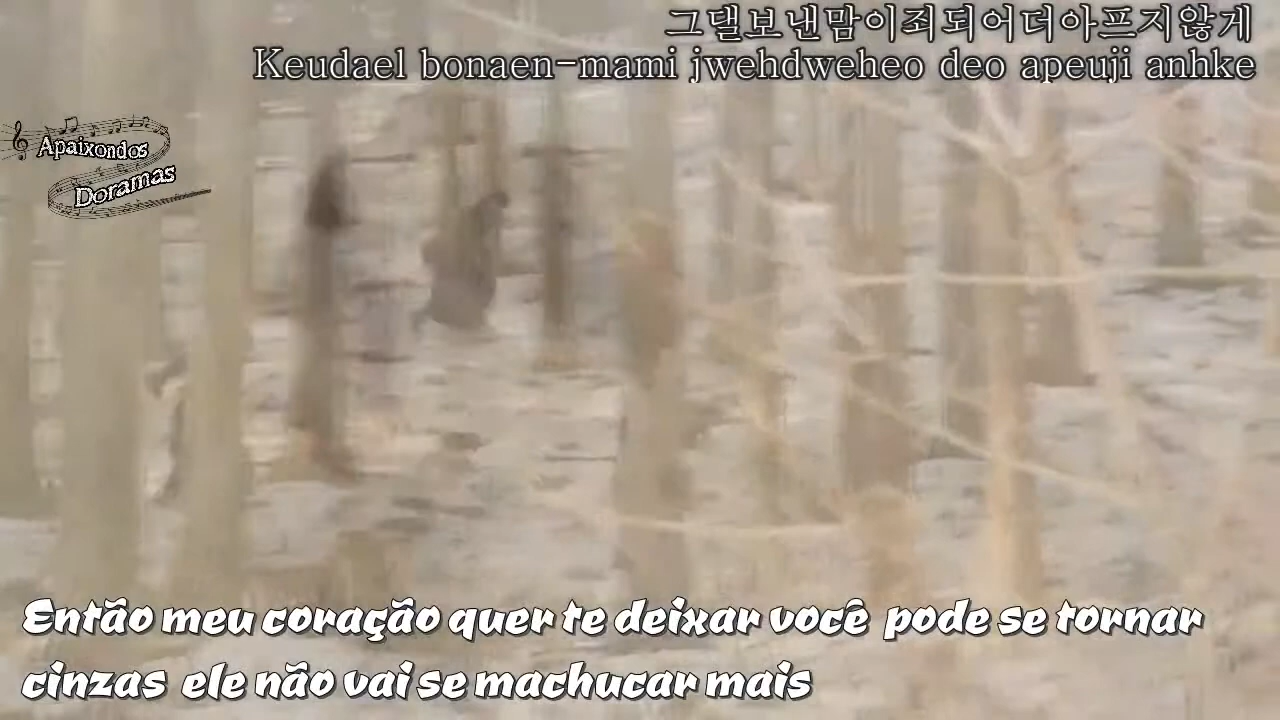 그댈보낸맘이죄되어더아프지않게
Keudael bonaen-mami jwehdweheo deo apeuji anhke
Apaixondos
Doramas
Então meu coração quer te deixar você pode se tornar
cinzas ele não vai se machucar mais